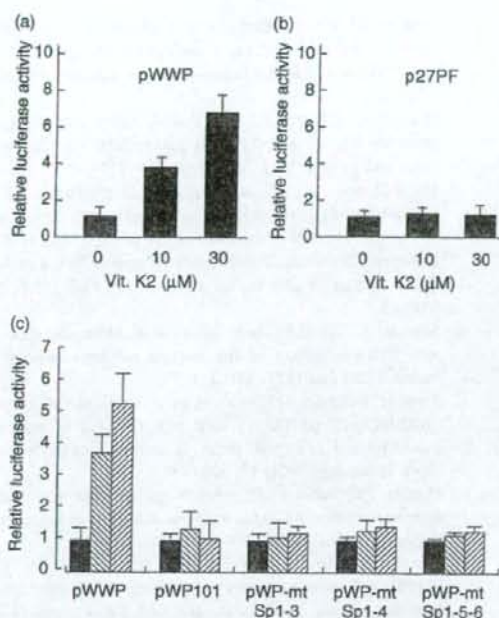 (a)
Relative luciferase activity
10
8
6
4
2
0
pWWP
0 10 30
Vit. K2 (μM)
(b)
Relative luciferase activity
10
8
6
4
2
0
p27PF
0 10 30
Vit. K2 (μM)
(c)
Relative luciferase activity
7
6
5
4
3
2
1
0
pWWP pWP101 pWP-mt pWP-mt pWP-mt
Sp1-3 Sp1-4 Sp1-5-6